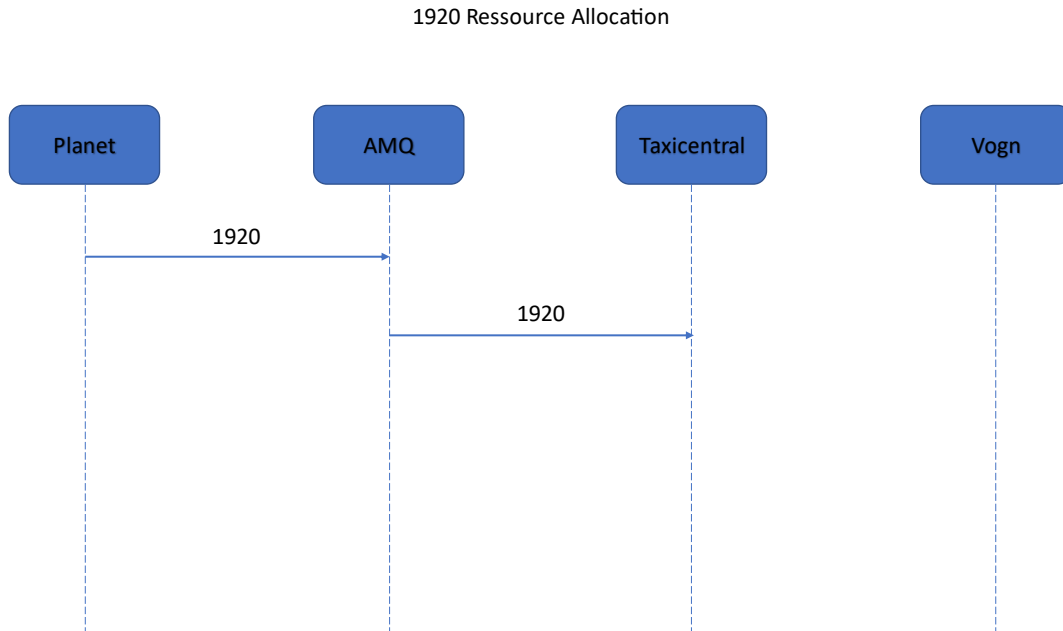 1920 Ressource Allocation
Planet
AMQ
Taxicentral
Vogn
1920
1920